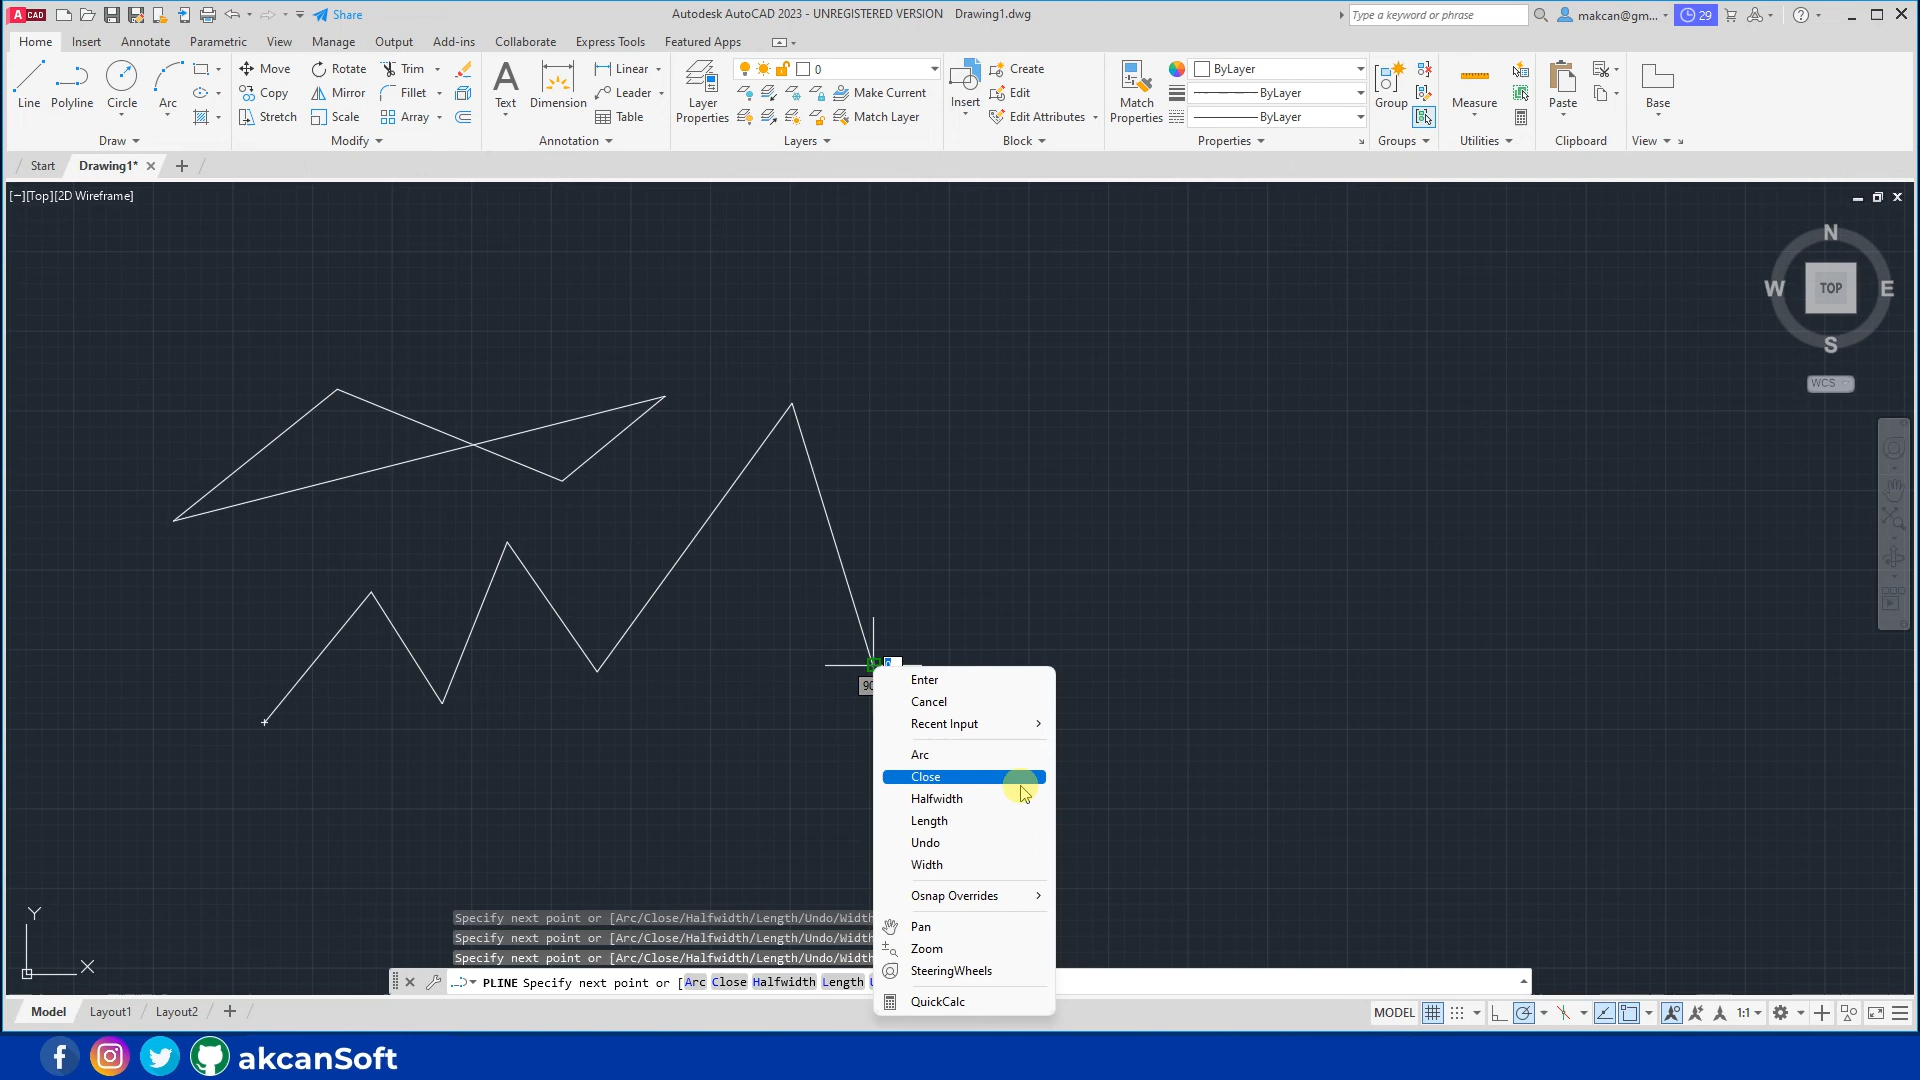 CAD
Share
Autodesk AutoCAD 2023 - UNREGISTERED VERSION Drawing1.dwg
Type a keyword or phrase
makcan@gm...
29
Home Insert Annotate Parametric View Manage Output Add-ins Collaborate Express Tools Featured Apps
Line Polyline Circle Arc
Draw
Move Rotate Trim
Copy Mirror Fillet
Stretch Scale Array
Modify
Text Dimension
Linear
Leader
Table
Annotation
Layer Properties
0
Make Current
Match Layer
Layers
Insert
Create
Edit
Edit Attributes
Block
Match Properties
ByLayer
ByLayer
ByLayer
Properties
Group
Groups
Measure
Utilities
Paste
Clipboard
Base
View
Start Drawing1*
[−][Top][2D Wireframe]
N
W TOP E
S
WCS
Enter
Cancel
Recent Input
Arc
Close
Halfwidth
Length
Undo
Width
Osnap Overrides
Pan
Zoom
SteeringWheels
QuickCalc
Y
X
Specify next point or [Arc/Close/Halfwidth/Length/Undo/Width
Specify next point or [Arc/Close/Halfwidth/Length/Undo/Width
Specify next point or [Arc/Close/Halfwidth/Length/Undo/Width
PLINE Specify next point or [Arc Close Halfwidth Length
Model Layout1 Layout2
MODEL 1:1
akcanSoft